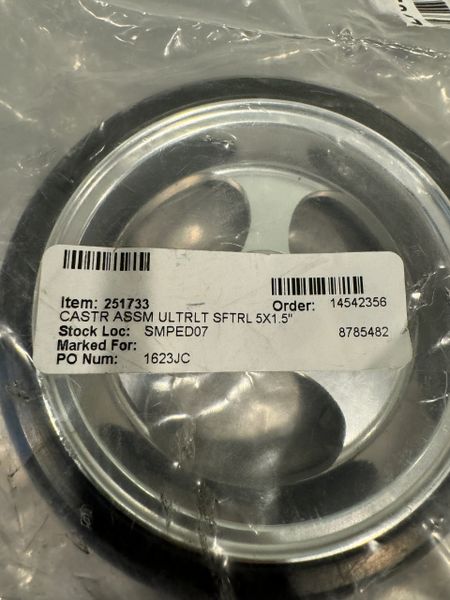 Item: 251733
Order: 14542356
CASTR ASSM ULTRLT SFTRL 5X1.5"
Stock Loc: SMPED07
8785482
Marked For:
PO Num: 1623JC